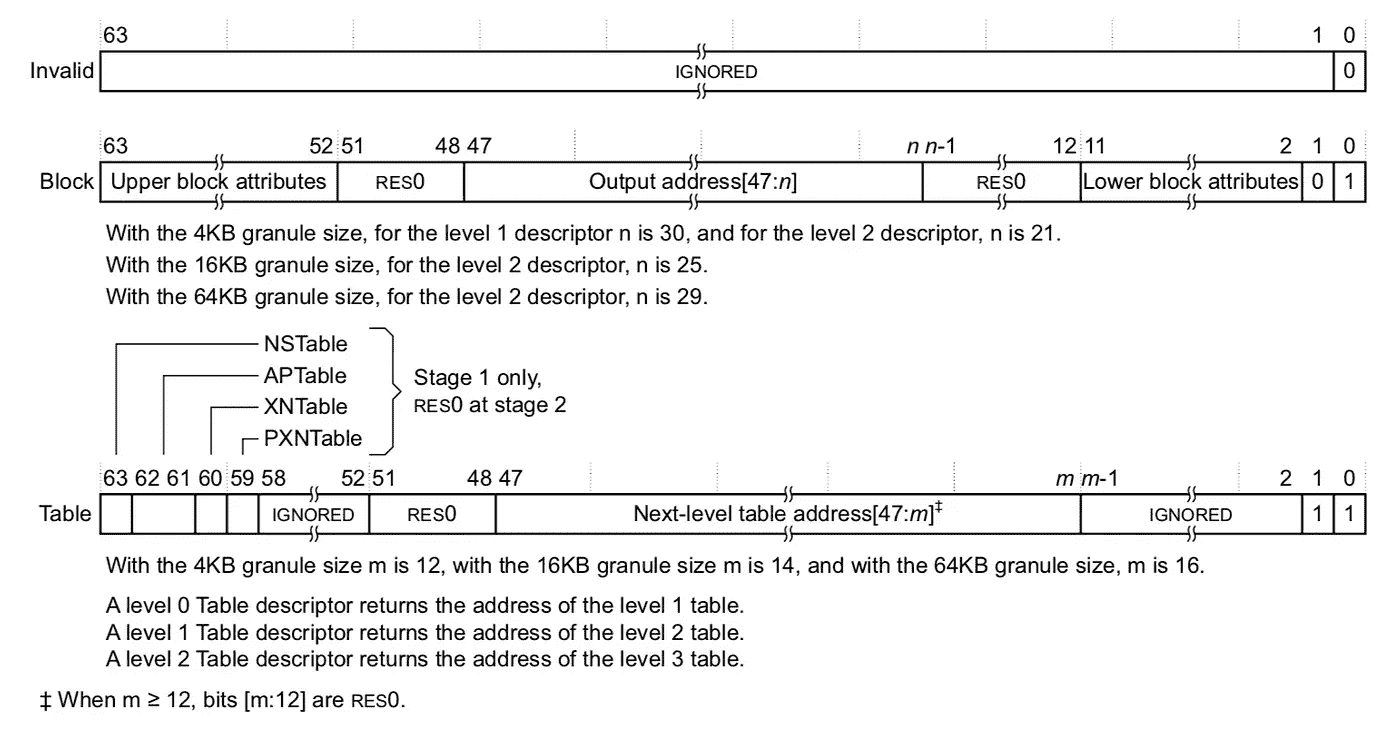 63 1 0
Invalid IGNORED 0
63 52 51 48 47 n n-1 12 11 2 1 0
Block Upper block attributes RES0 Output address[47:n] RES0 Lower block attributes 0 1
With the 4KB granule size, for the level 1 descriptor n is 30, and for the level 2 descriptor, n is 21.
With the 16KB granule size, for the level 2 descriptor, n is 25.
With the 64KB granule size, for the level 2 descriptor, n is 29.
NSTable
APTable
XNTable
PXNTable
Stage 1 only,
RES0 at stage 2
63 62 61 60 59 58 52 51 48 47 m m-1 2 1 0
Table IGNORED RES0 Next-level table address[47:m]‡ IGNORED 1 1
With the 4KB granule size m is 12, with the 16KB granule size m is 14, and with the 64KB granule size, m is 16.
A level 0 Table descriptor returns the address of the level 1 table.
A level 1 Table descriptor returns the address of the level 2 table.
A level 2 Table descriptor returns the address of the level 3 table.
‡ When m ≥ 12, bits [m:12] are RES0.